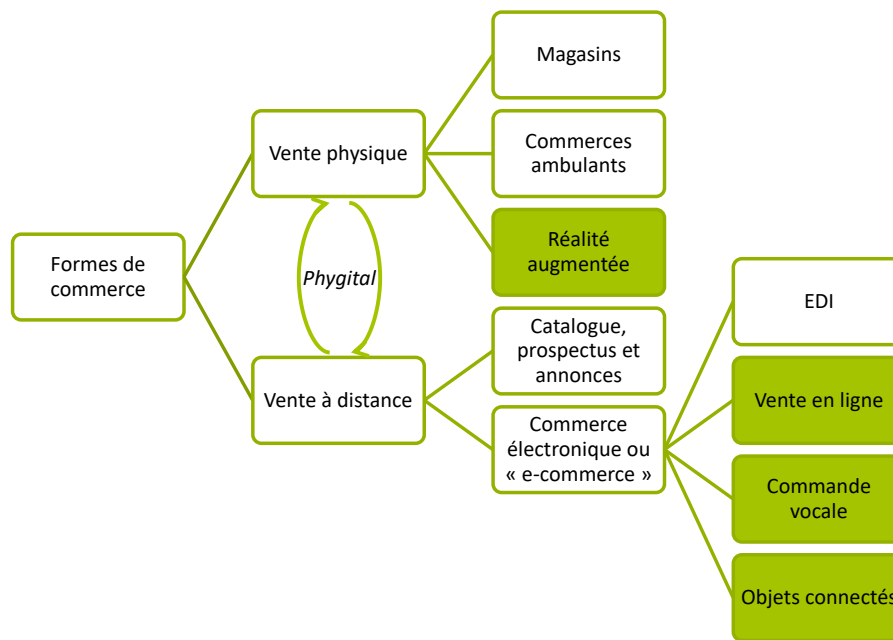 Magasins
Vente physique
Commerces
ambulants
Réalité
augmentée
Formes de
commerce
Phygital
EDI
Catalogue,
prospectus et
annonces
Vente à distance
Vente en ligne
Commerce
électronique ou
« e-commerce »
Commande
vocale
Objets connectés